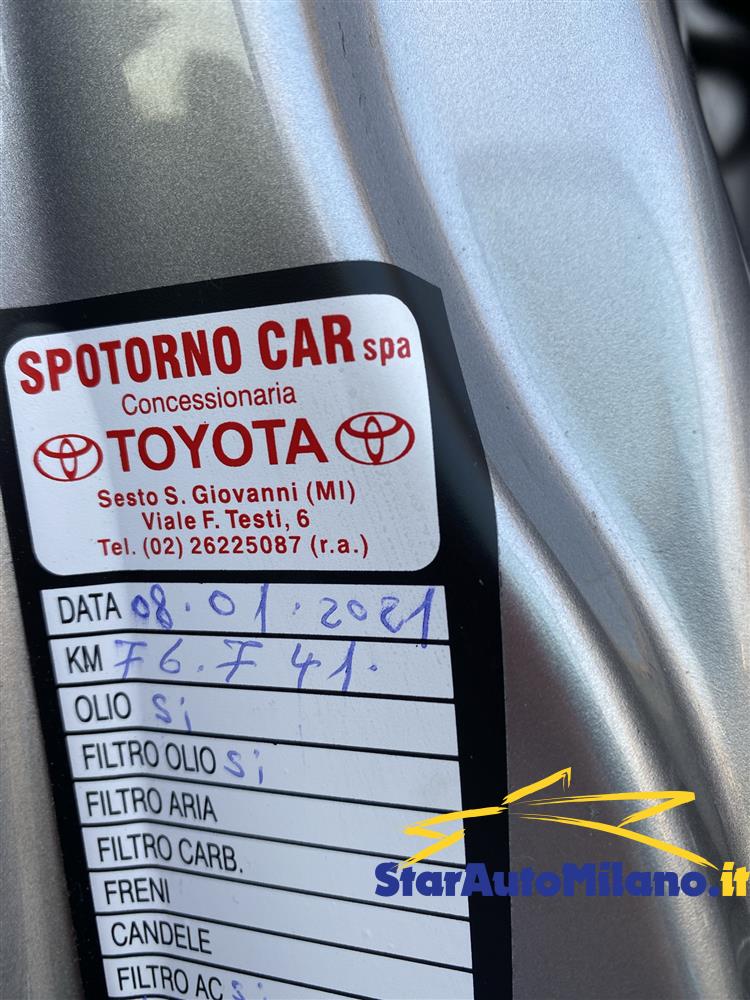 SPOTORNO CAR spa
Concessionaria
TOYOTA
Sesto S. Giovanni (MI)
Viale F. Testi, 6
Tel. (02) 26225087 (r.a.)
DATA 08.01.2021
KM 76.741.
OLIO Si
FILTRO OLIO Si
FILTRO ARIA
FILTRO CARB.
FRENI
CANDELE
FILTRO AC Si
StarAutoMilano.it